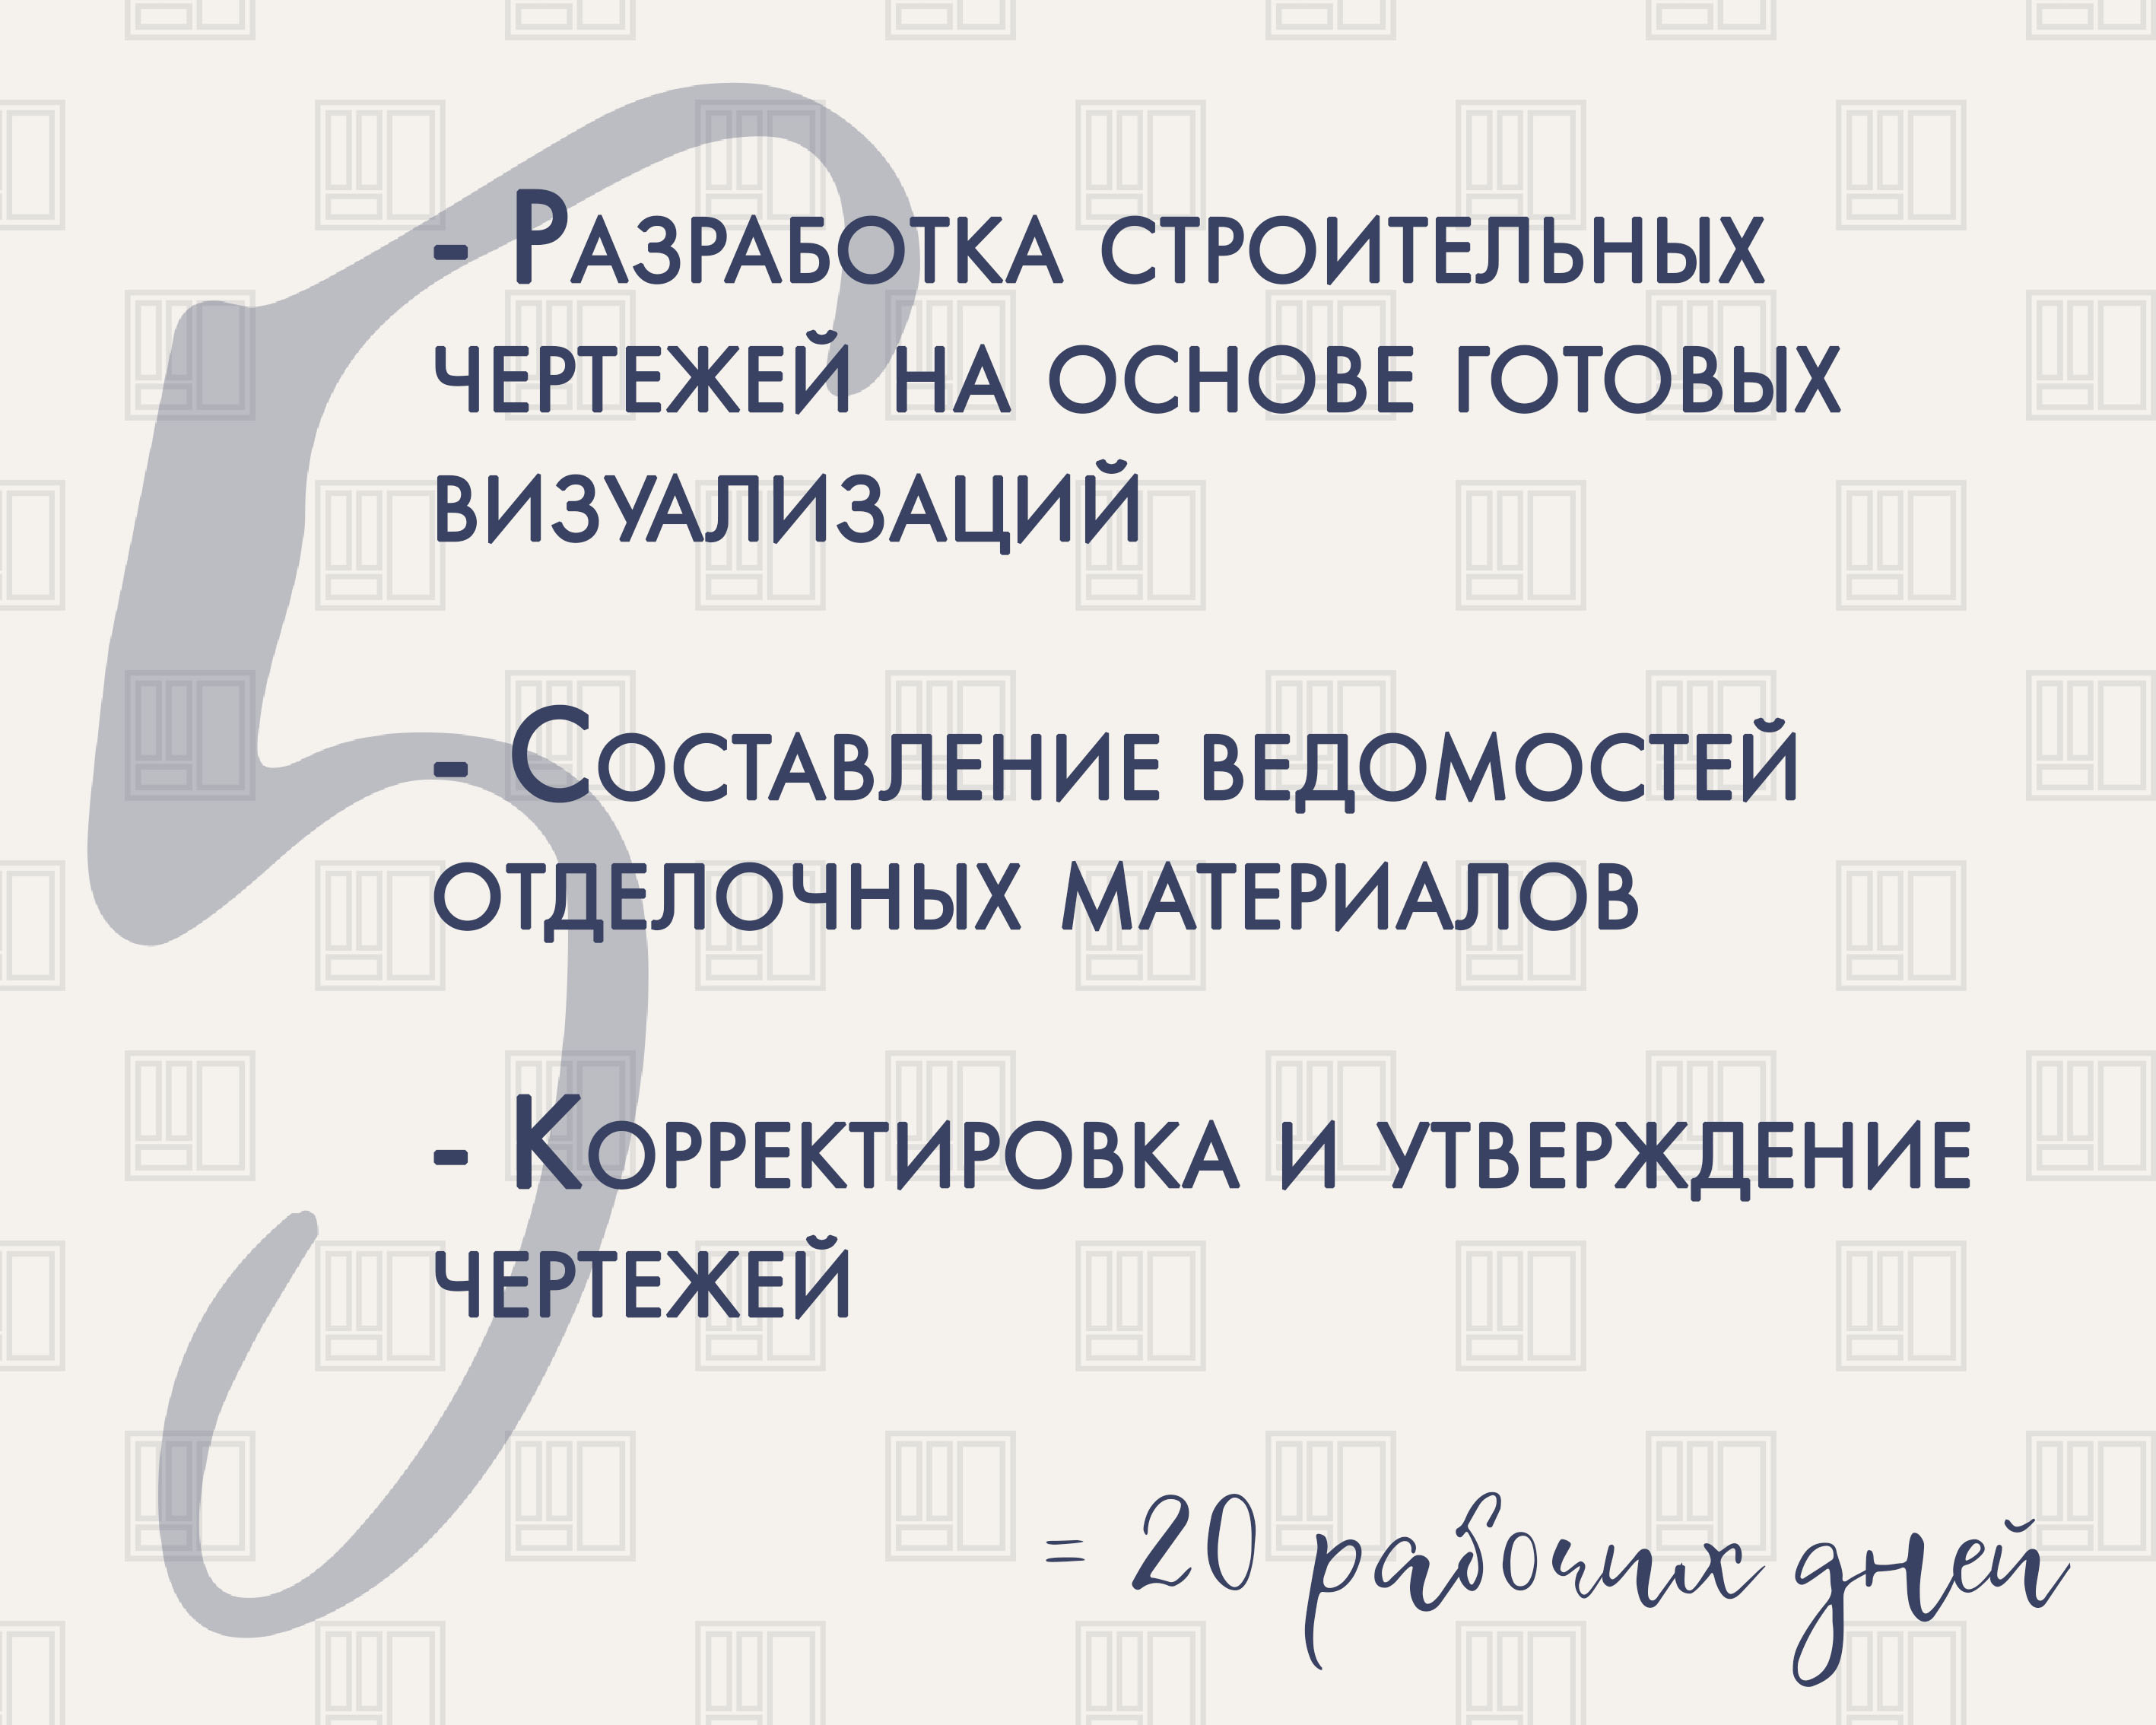 5
- Разработка строительных
чертежей на основе готовых
визуализаций
- Составление ведомостей
отделочных материалов
- Корректировка и утверждение
чертежей
= 20 рабочих дней